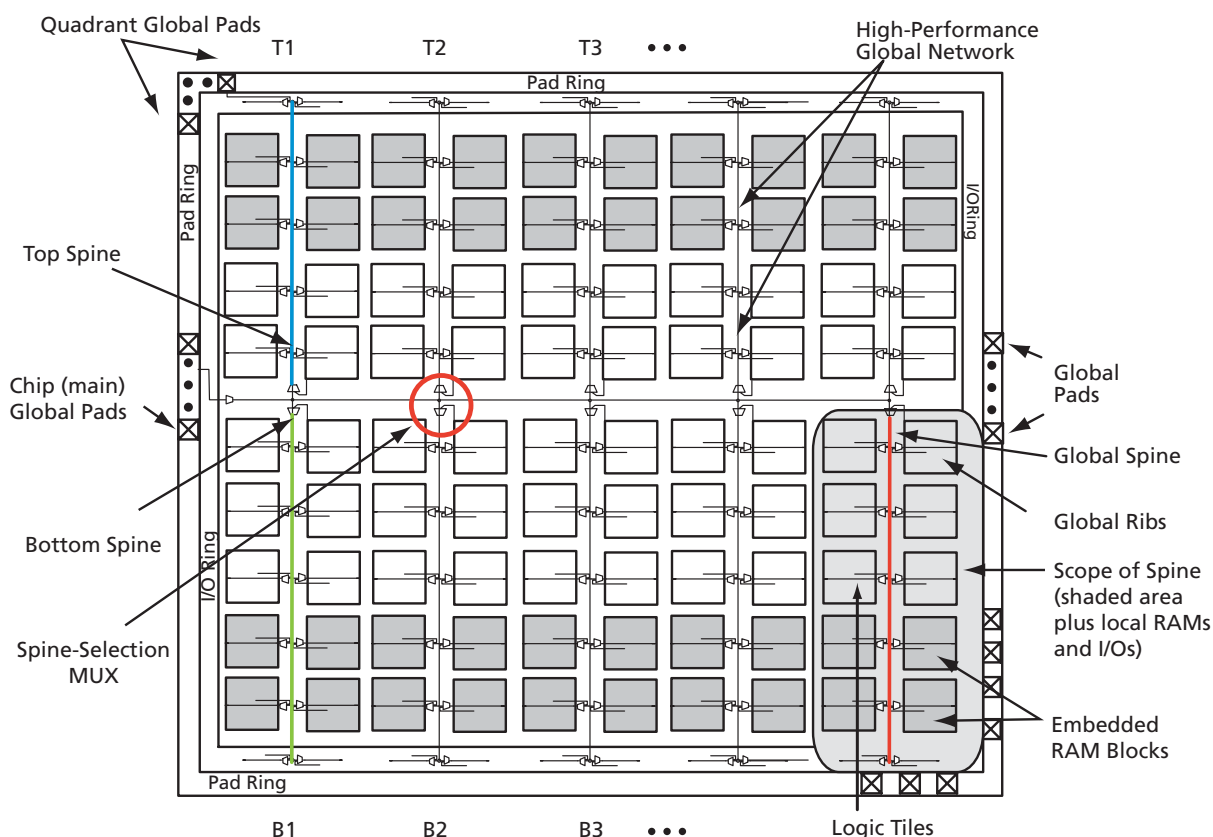 Quadrant Global Pads
T1
T2
T3
•••
High-Performance
Global Network
Pad Ring
Pad Ring
I/ORing
Top Spine
Chip (main)
Global Pads
Global
Pads
Global Spine
Bottom Spine
Global Ribs
I/O Ring
Scope of Spine
(shaded area
plus local RAMs
and I/Os)
Spine-Selection
MUX
Embedded
RAM Blocks
Pad Ring
B1
B2
B3
•••
Logic Tiles